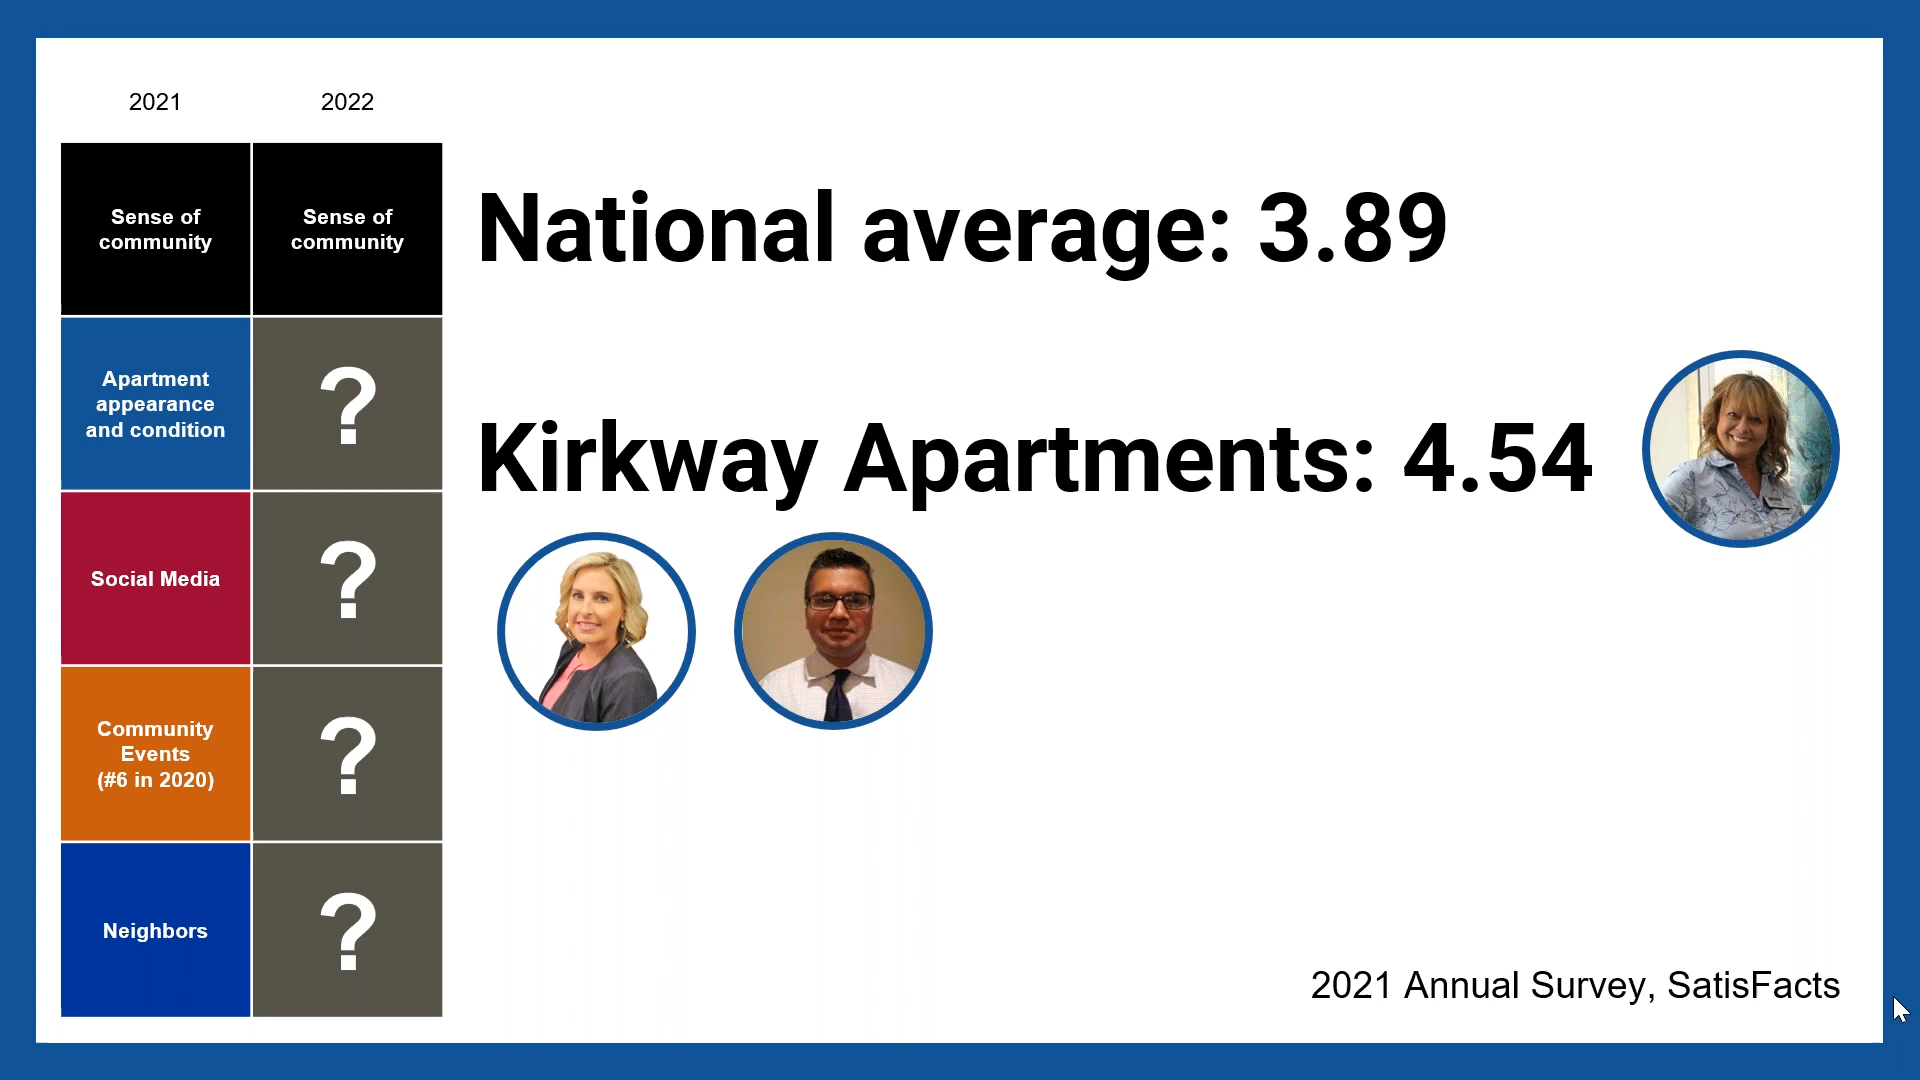 2021
2022
Sense of
community
Sense of
community
National average: 3.89
Apartment
appearance
and condition
?
Kirkway Apartments: 4.54
Social Media
?
Community
Events
(#6 in 2020)
?
Neighbors
?
2021 Annual Survey, SatisFacts